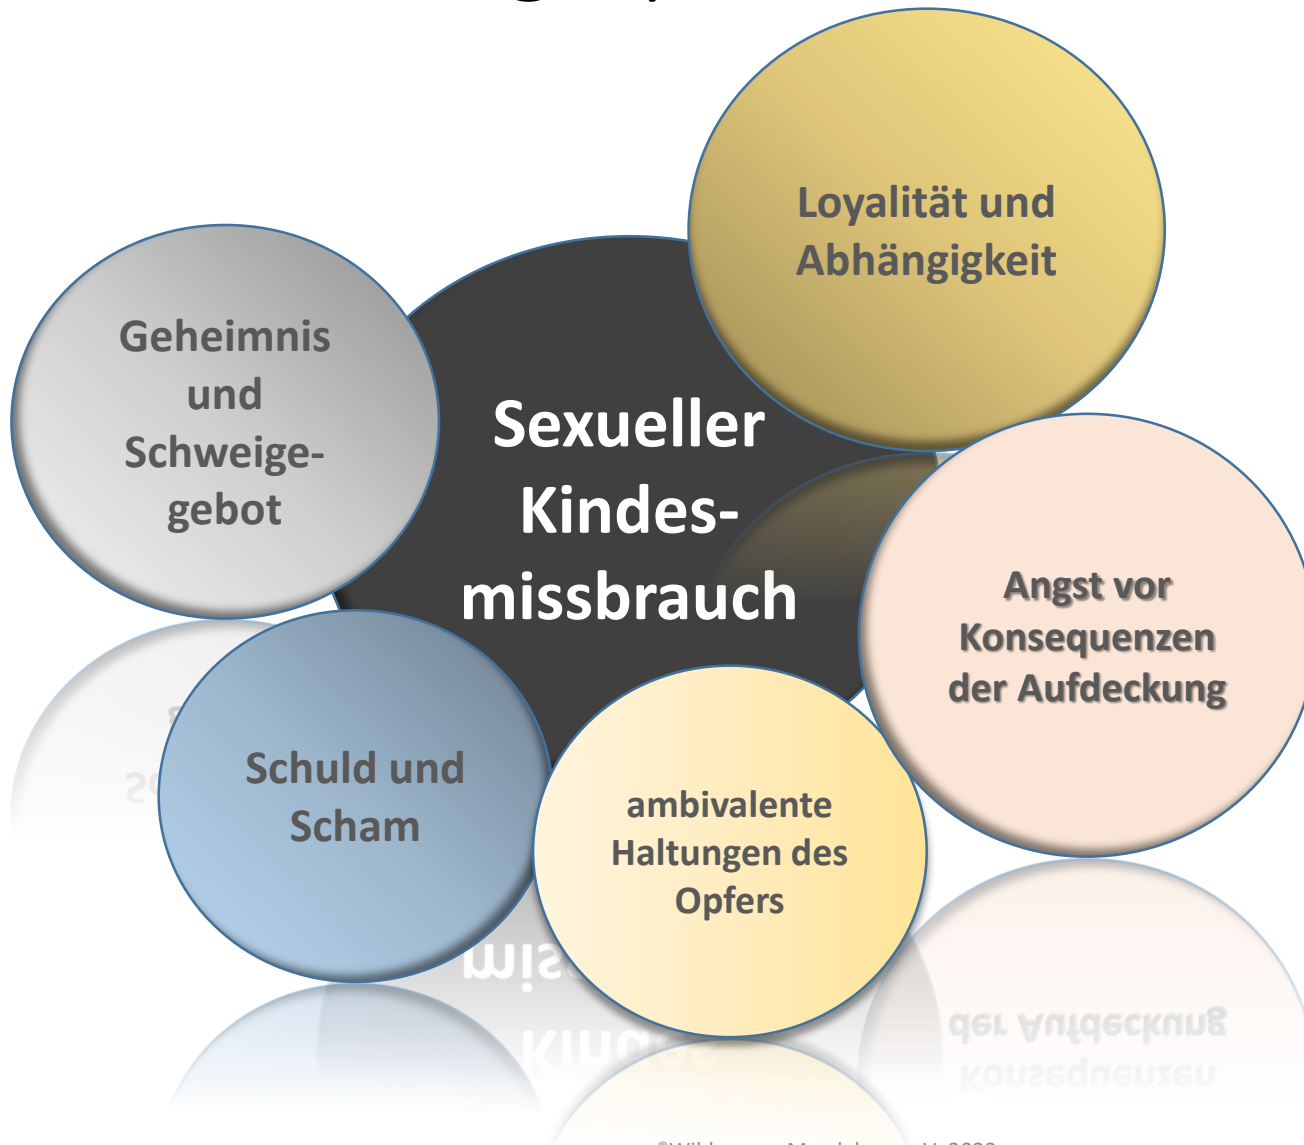 Loyalität und
Abhängigkeit
Geheimnis
und
Schweige-
gebot
Sexueller
Kindes-
missbrauch
Angst vor
Konsequenzen
der Aufdeckung
Schuld und
Scham
ambivalente
Haltungen des
Opfers